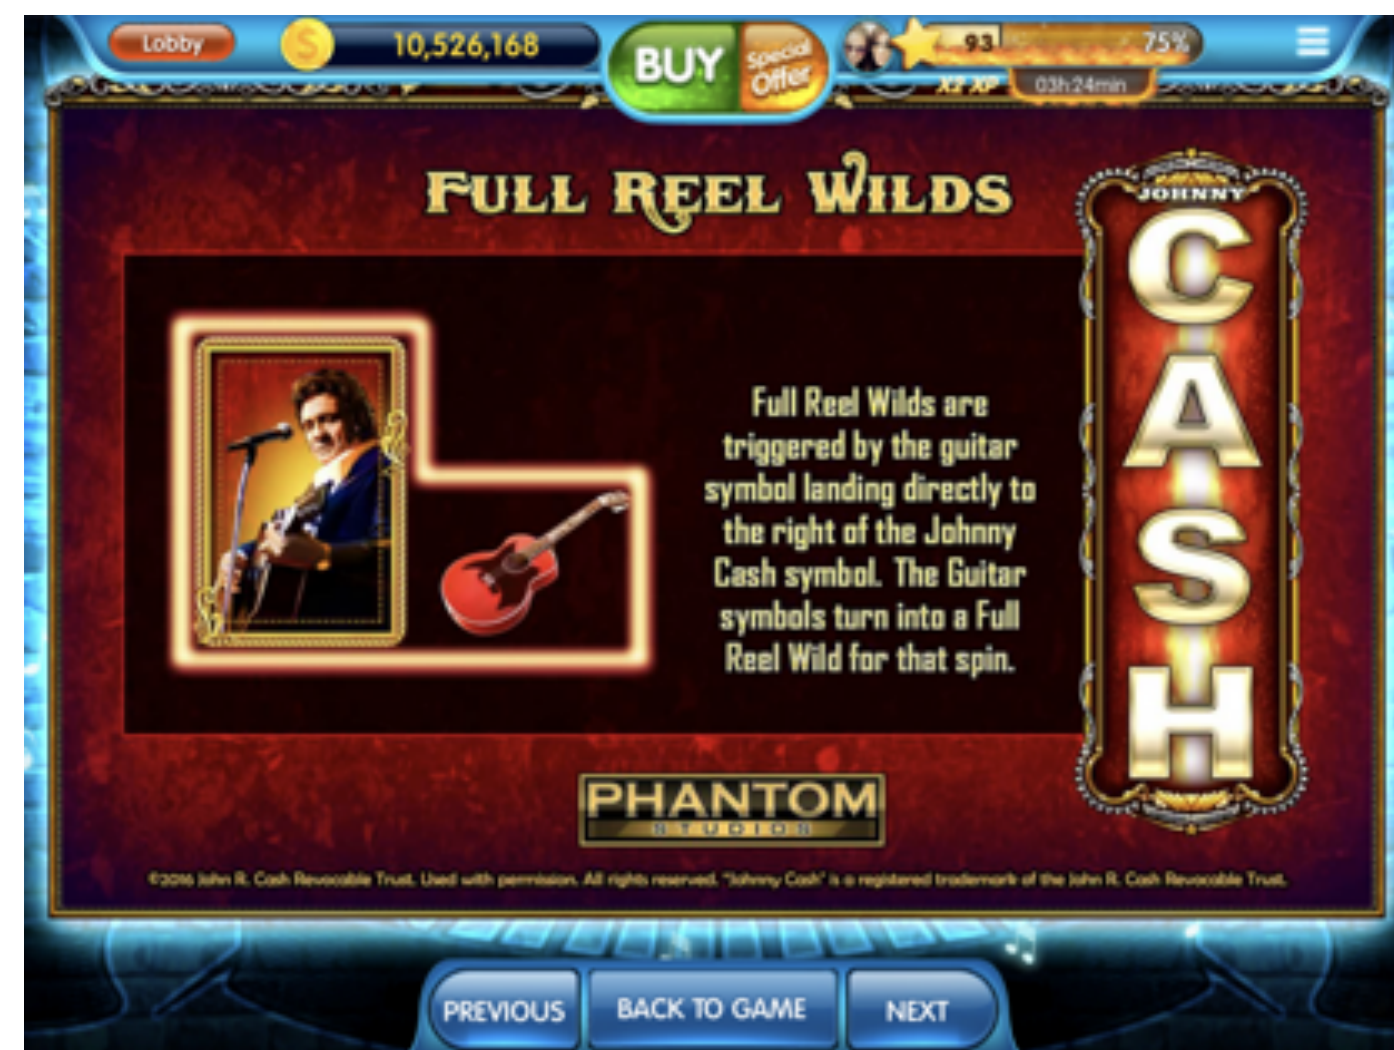 Lobby
10,526,168
BUY
Special
Offer
93
75%
X2 XP
03h:24min
FULL REEL WILDS
JOHNNY
CASH
Full Reel Wilds are
triggered by the guitar
symbol landing directly to
the right of the Johnny
Cash symbol. The Guitar
symbols turn into a Full
Reel Wild for that spin.
PHANTOM
STUDIOS
©2016 John R. Cash Revocable Trust. Used with permission. All rights reserved. "Johnny Cash" is a registered trademark of the John R. Cash Revocable Trust.
PREVIOUS
BACK TO GAME
NEXT